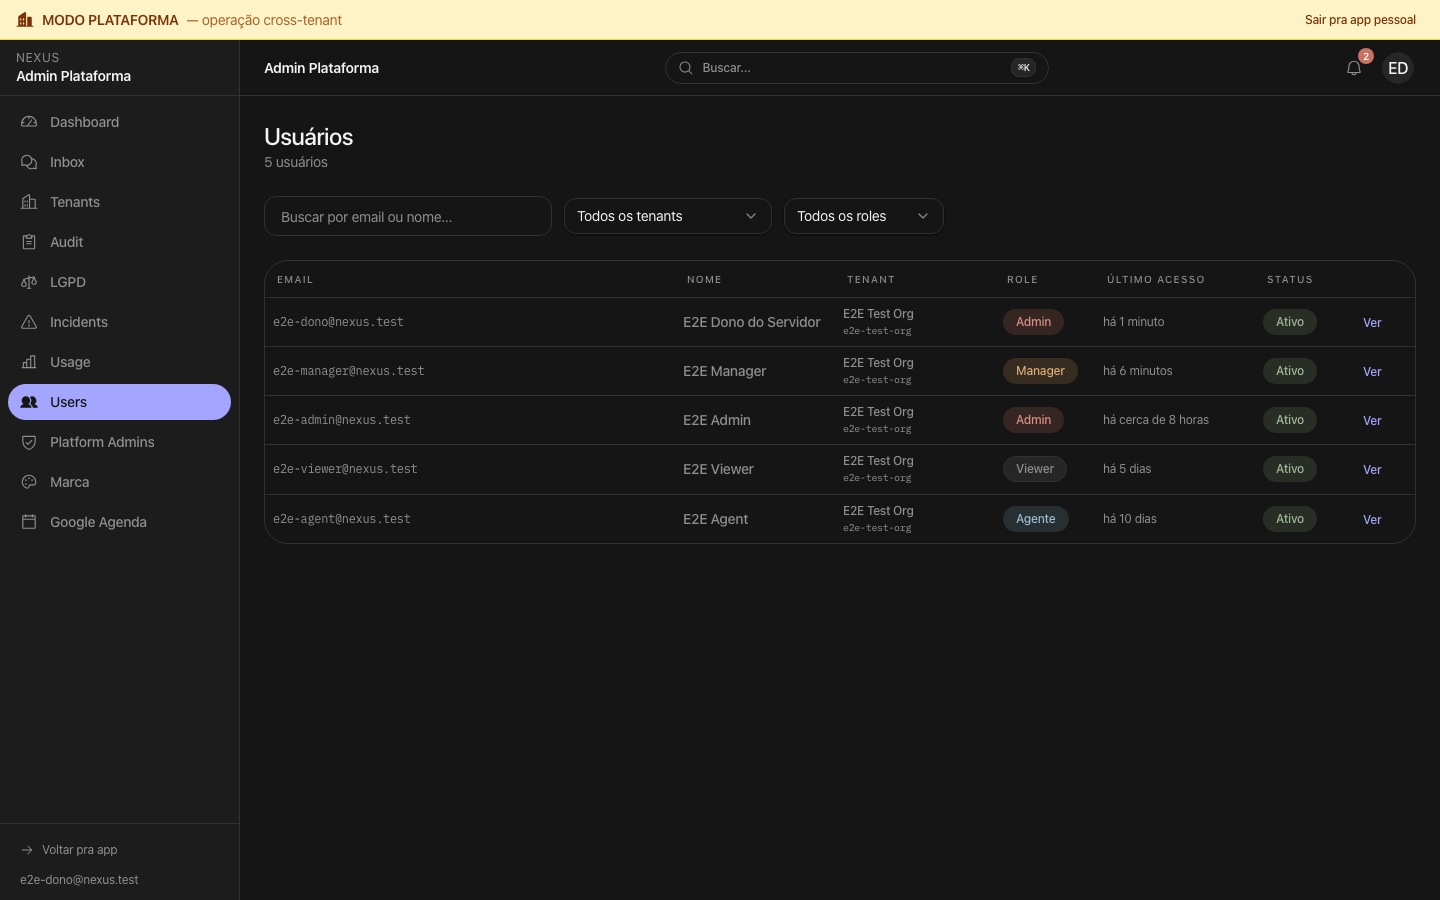 MODO PLATAFORMA — operação cross-tenant
Sair pra app pessoal
NEXUS
Admin Plataforma
Admin Plataforma
Buscar...
⌘K
2
ED
Dashboard
Inbox
Tenants
Audit
LGPD
Incidents
Usage
Users
Platform Admins
Marca
Google Agenda
Voltar pra app
e2e-dono@nexus.test
Usuários
5 usuários
Buscar por email ou nome...
Todos os tenants
Todos os roles
EMAIL NOME TENANT ROLE ÚLTIMO ACESSO STATUS
e2e-dono@nexus.test E2E Dono do Servidor E2E Test Org Admin há 1 minuto Ativo Ver
e2e-test-org
e2e-manager@nexus.test E2E Manager E2E Test Org Manager há 6 minutos Ativo Ver
e2e-test-org
e2e-admin@nexus.test E2E Admin E2E Test Org Admin há cerca de 8 horas Ativo Ver
e2e-test-org
e2e-viewer@nexus.test E2E Viewer E2E Test Org Viewer há 5 dias Ativo Ver
e2e-test-org
e2e-agent@nexus.test E2E Agent E2E Test Org Agente há 10 dias Ativo Ver
e2e-test-org